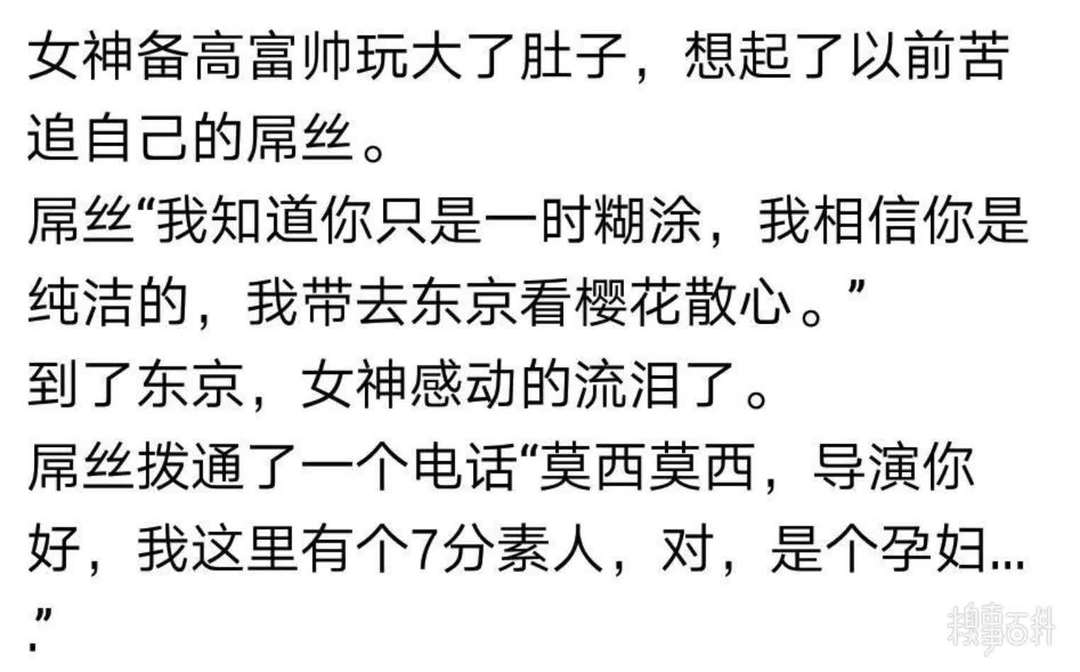 女神备高富帅玩大了肚子，想起了以前苦
追自己的屌丝。
屌丝“我知道你只是一时糊涂，我相信你是
纯洁的，我带去东京看樱花散心。”
到了东京，女神感动的流泪了。
屌丝拨通了一个电话“莫西莫西，导演你
好，我这里有个7分素人，对，是个孕妇...
.”
糗事百科